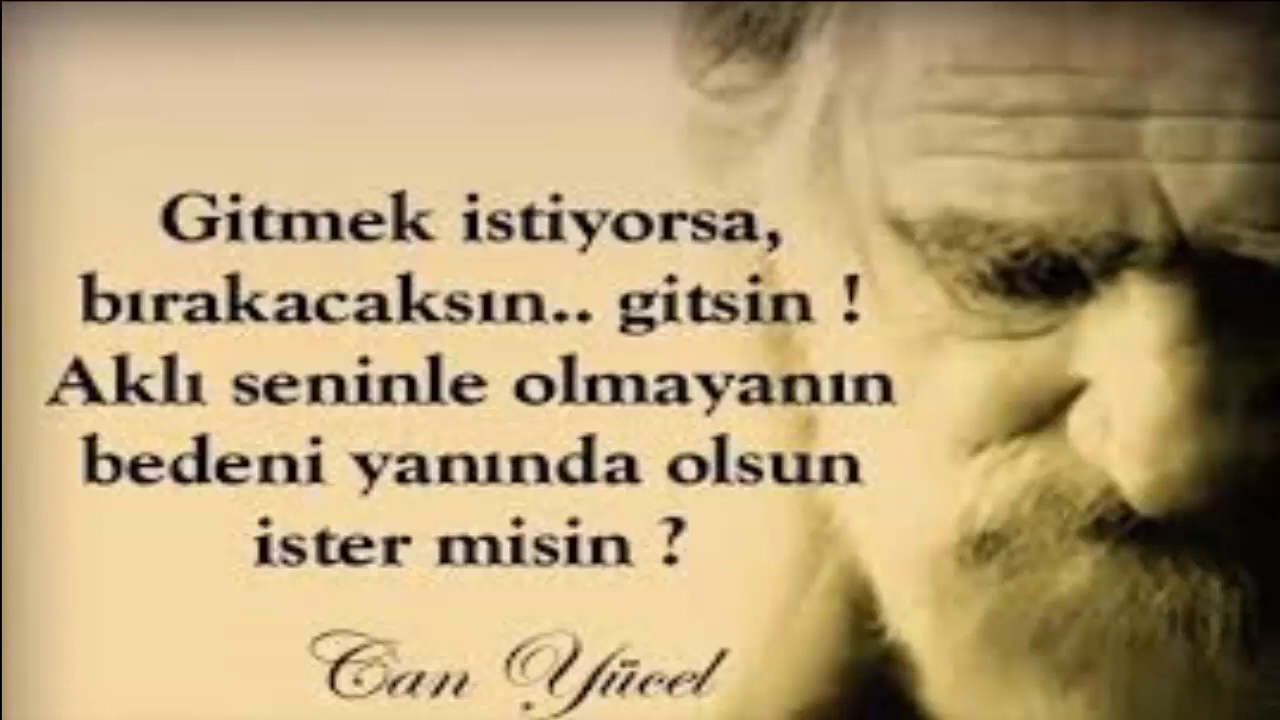 Gitmek istiyorsa,
bırakacaksın.. gitsin !
Aklı seninle olmayanın
bedeni yanında olsun
ister misin ?
Can Yücel